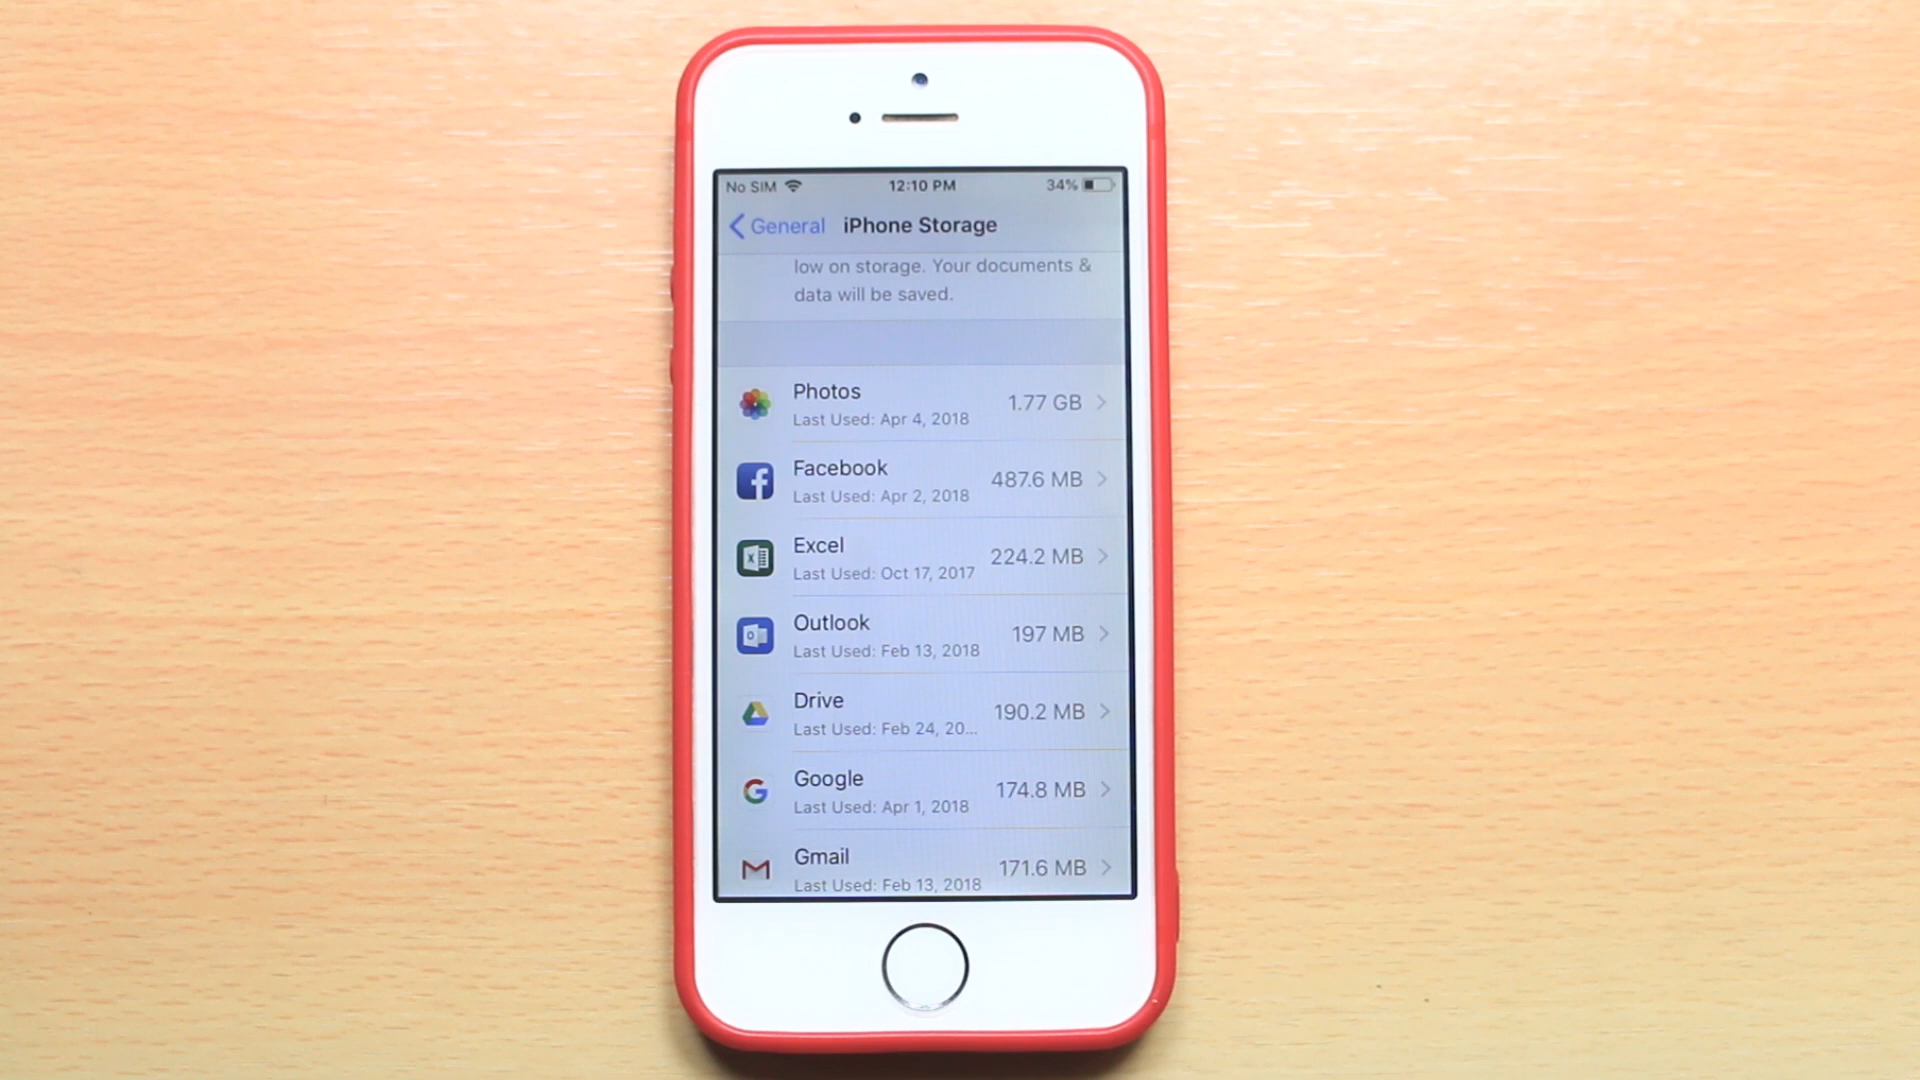 No SIM 12:10 PM 34%
General iPhone Storage
low on storage. Your documents &
data will be saved.
Photos
1.77 GB
Last Used: Apr 4, 2018
Facebook
487.6 MB
Last Used: Apr 2, 2018
Excel
224.2 MB
Last Used: Oct 17, 2017
Outlook
197 MB
Last Used: Feb 13, 2018
Drive
190.2 MB
Last Used: Feb 24, 20...
Google
174.8 MB
Last Used: Apr 1, 2018
Gmail
171.6 MB
Last Used: Feb 13, 2018